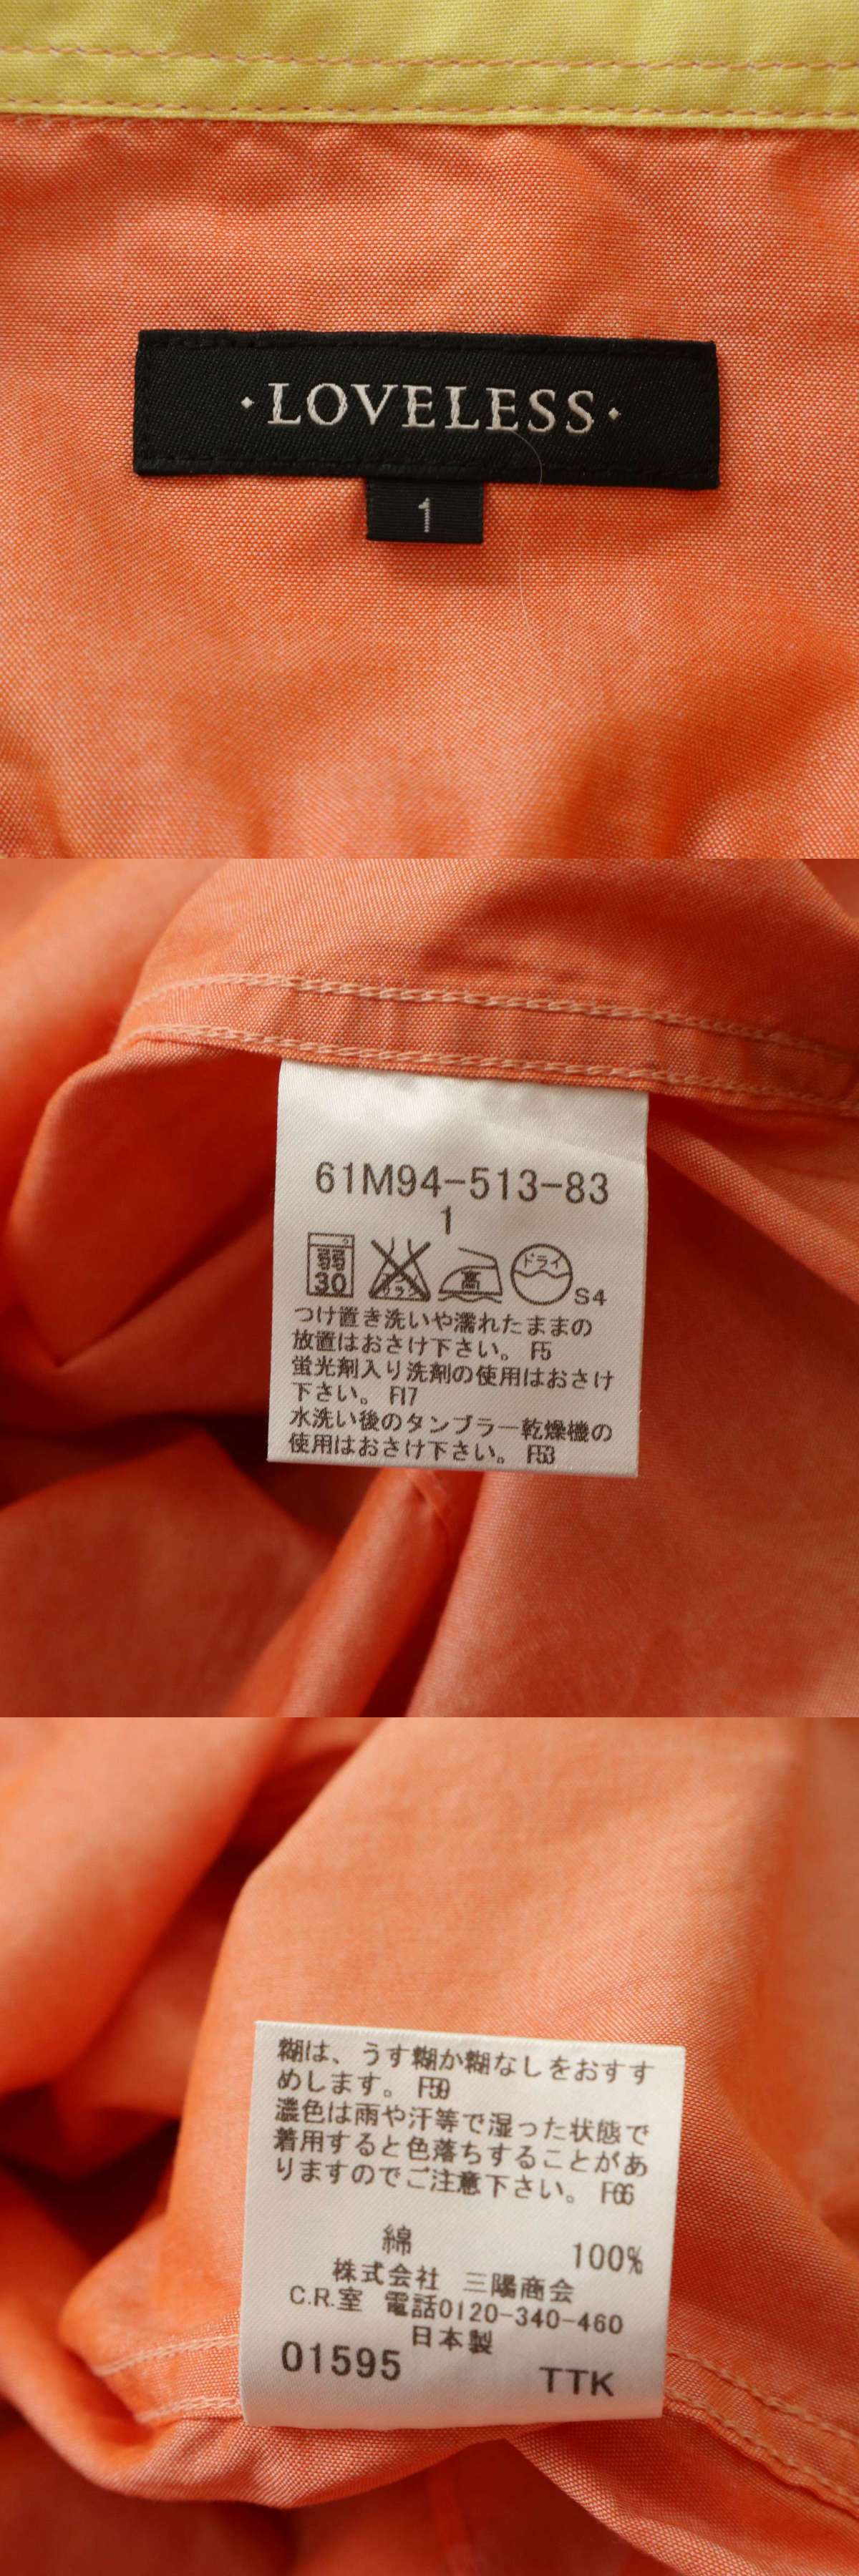 ·LOVELESS·
1
61M94-513-83
1
弱
30
高
ドライ
S4
つけ置き洗いや濡れたままの
放置はおさけ下さい。 F5
蛍光剤入り洗剤の使用はおさけ
下さい。 F17
水洗い後のタンブラー乾燥機の
使用はおさけ下さい。 F53
糊は、うす糊か糊なしをおすす
めします。 F59
濃色は雨や汗等で湿った状態で
着用すると色落ちすることがあ
りますのでご注意下さい。 F66
綿 100%
株式会社 三陽商会
C.R.室 電話0120-340-460
日本製
01595 TTK